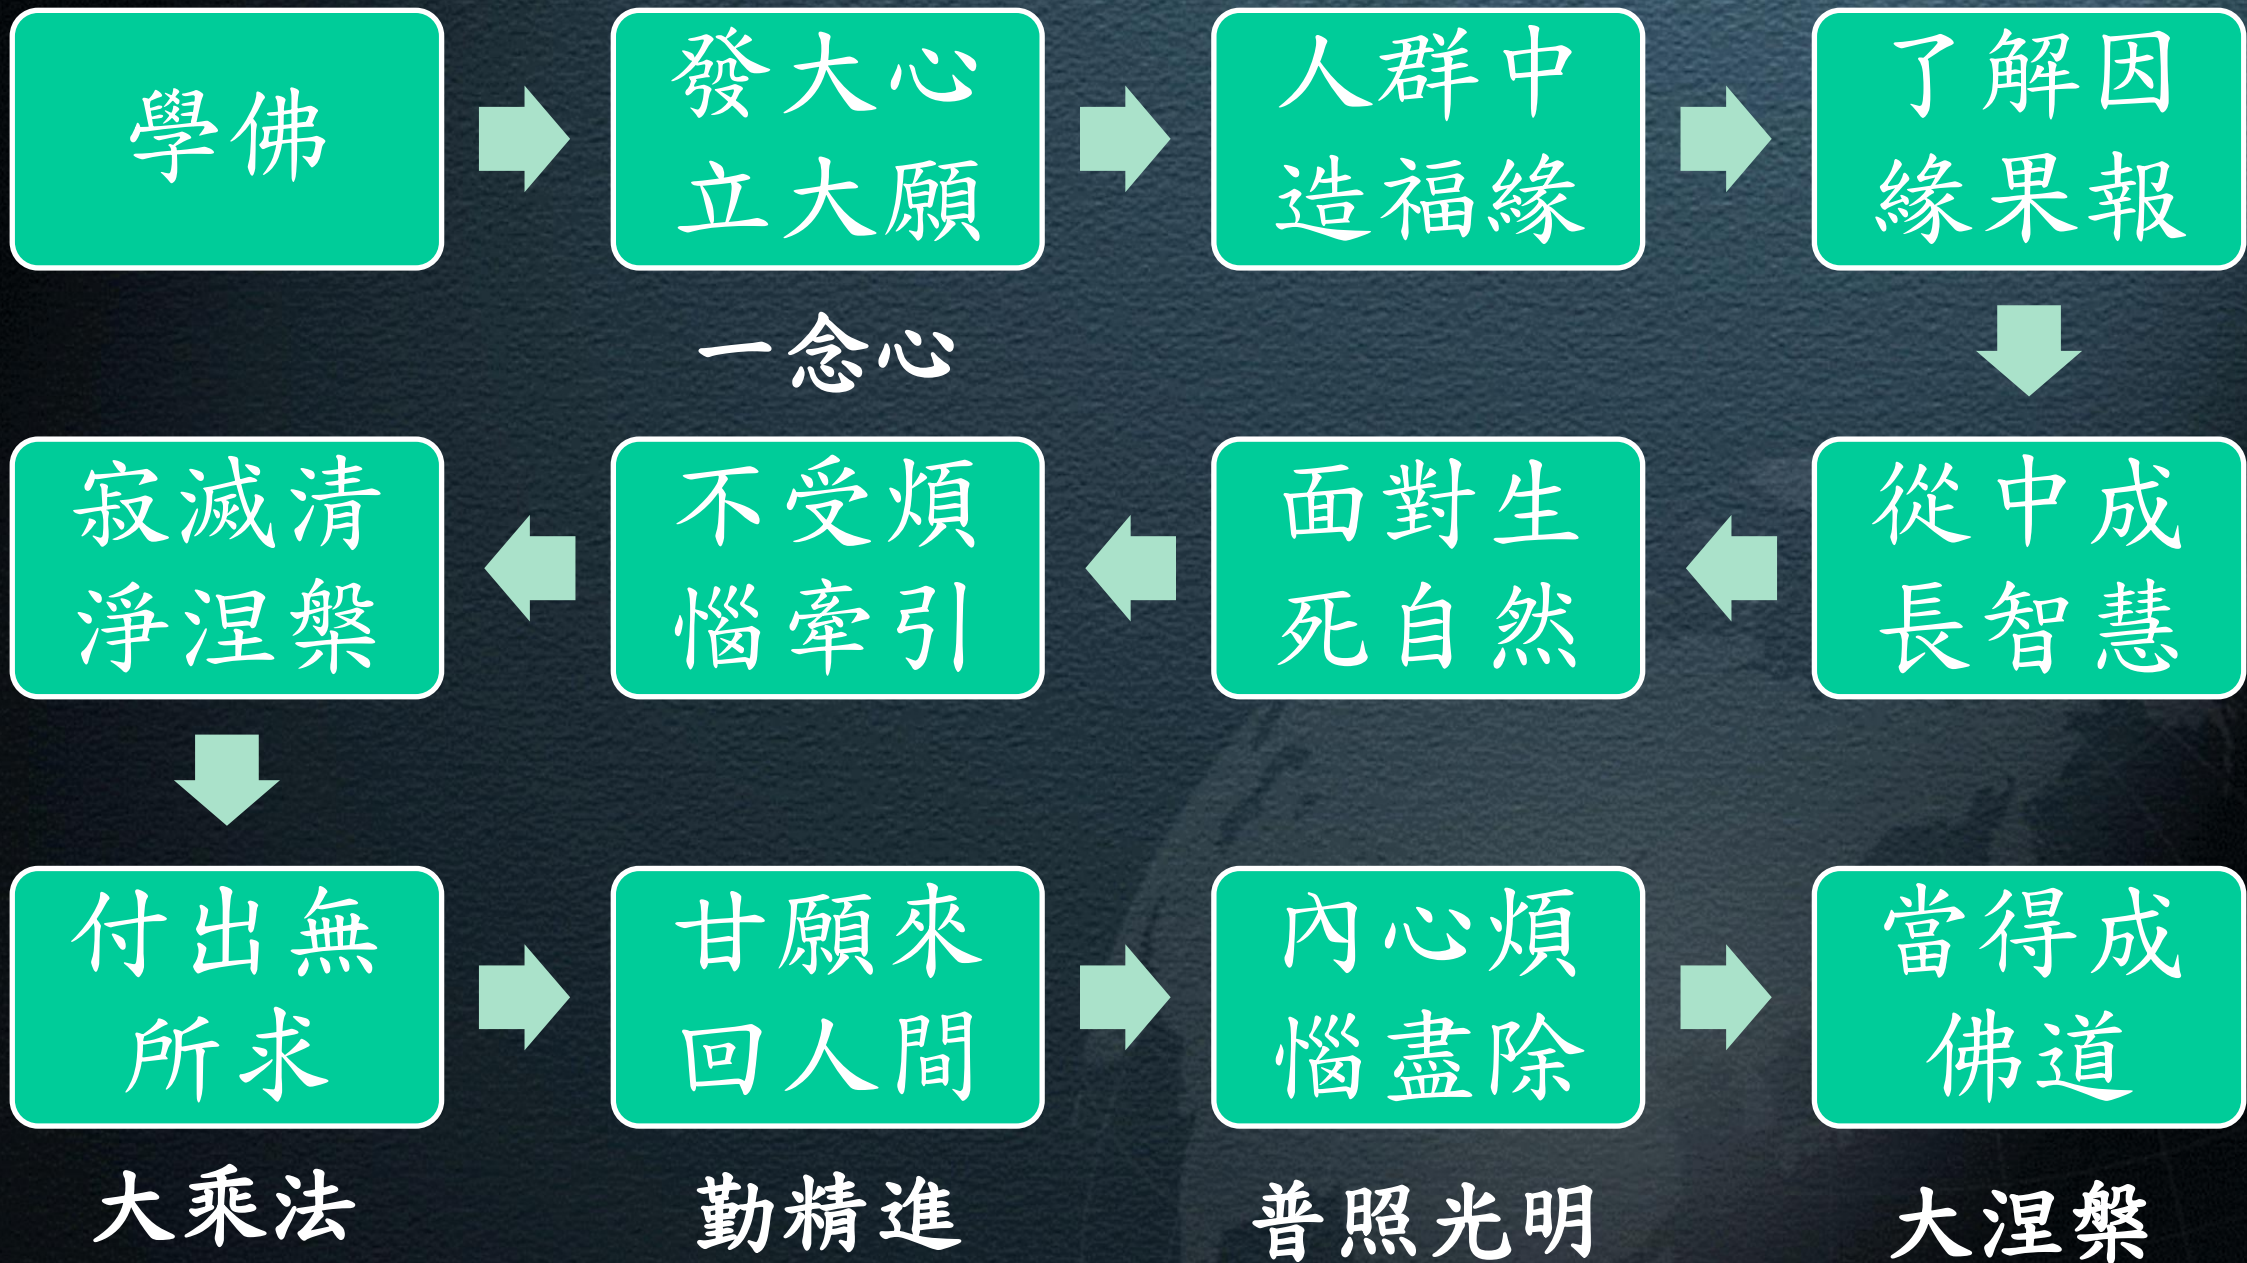 學佛
發大心
立大願
人群中
造福緣
了解因
緣果報
一念心
從中成
長智慧
面對生
死自然
不受煩
惱牽引
寂滅清
淨涅槃
付出無
所求
甘願來
回人間
內心煩
惱盡除
當得成
佛道
大乘法
勤精進
普照光明
大涅槃